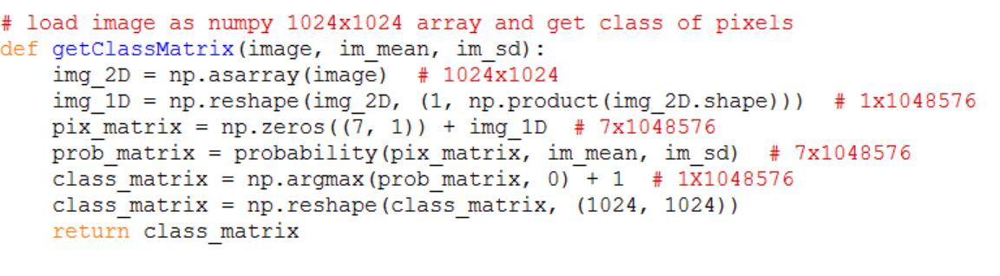 # load image as numpy 1024x1024 array and get class of pixels
def getClassMatrix(image, im_mean, im_sd):
    img_2D = np.asarray(image)  # 1024x1024
    img_1D = np.reshape(img_2D, (1, np.product(img_2D.shape)))  # 1x1048576
    pix_matrix = np.zeros((7, 1)) + img_1D  # 7x1048576
    prob_matrix = probability(pix_matrix, im_mean, im_sd)  # 7x1048576
    class_matrix = np.argmax(prob_matrix, 0) + 1  # 1X1048576
    class_matrix = np.reshape(class_matrix, (1024, 1024))
    return class_matrix